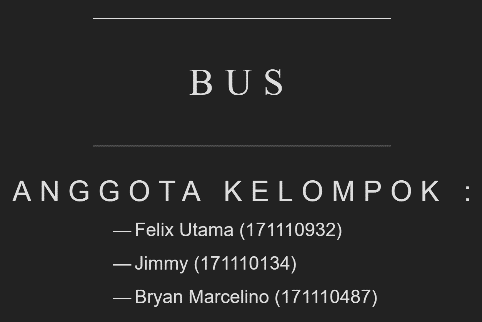 BUS
ANGGOTA KELOMPOK :
— Felix Utama (171110932)
— Jimmy (171110134)
— Bryan Marcelino (171110487)